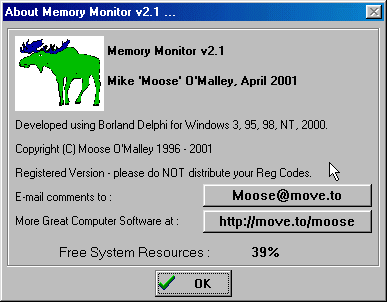 About Memory Monitor v2.1 ...
Memory Monitor v2.1
Mike 'Moose' O'Malley, April 2001
Developed using Borland Delphi for Windows 3, 95, 98, NT, 2000.
Copyright (C) Moose O'Malley 1996 - 2001
Registered Version - please do NOT distribute your Reg Codes.
E-mail comments to : Moose@move.to
More Great Computer Software at : http://move.to/moose
Free System Resources : 39%
OK